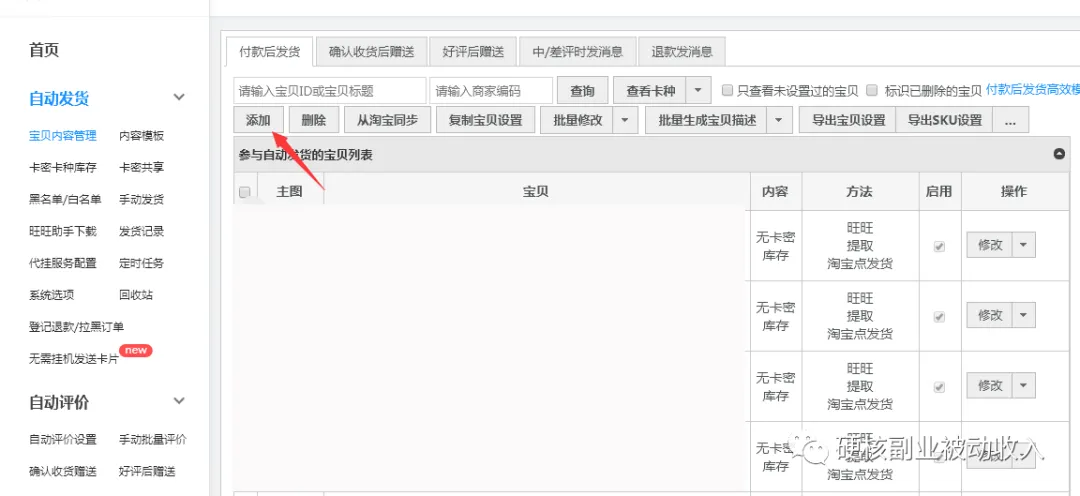 首页
自动发货
宝贝内容管理 内容模板
卡密卡种库存 卡密共享
黑名单/白名单 手动发货
旺旺助手下载 发货记录
代挂服务配置 定时任务
系统选项 回收站
登记退款/拉黑订单
无需挂机发送卡片 new
自动评价
自动评价设置 手动批量评价
确认收货赠送 好评后赠送
付款后发货 确认收货后赠送 好评后赠送 中/差评时发消息 退款发消息
请输入宝贝ID或宝贝标题 请输入商家编码 查询 查看卡种 只查看未设置过的宝贝 标识已删除的宝贝 付款后发货高效模
添加 删除 从淘宝同步 复制宝贝设置 批量修改 批量生成宝贝描述 导出宝贝设置 导出SKU设置 ...
参与自动发货的宝贝列表
主图 宝贝 内容 方法 启用 操作
无卡密
库存
旺旺
提取
淘宝点发货
修改
无卡密
库存
旺旺
提取
淘宝点发货
修改
无卡密
库存
旺旺
提取
淘宝点发货
修改
无卡密
库存
旺旺
提取
淘宝点发货
硬核副业被动收入